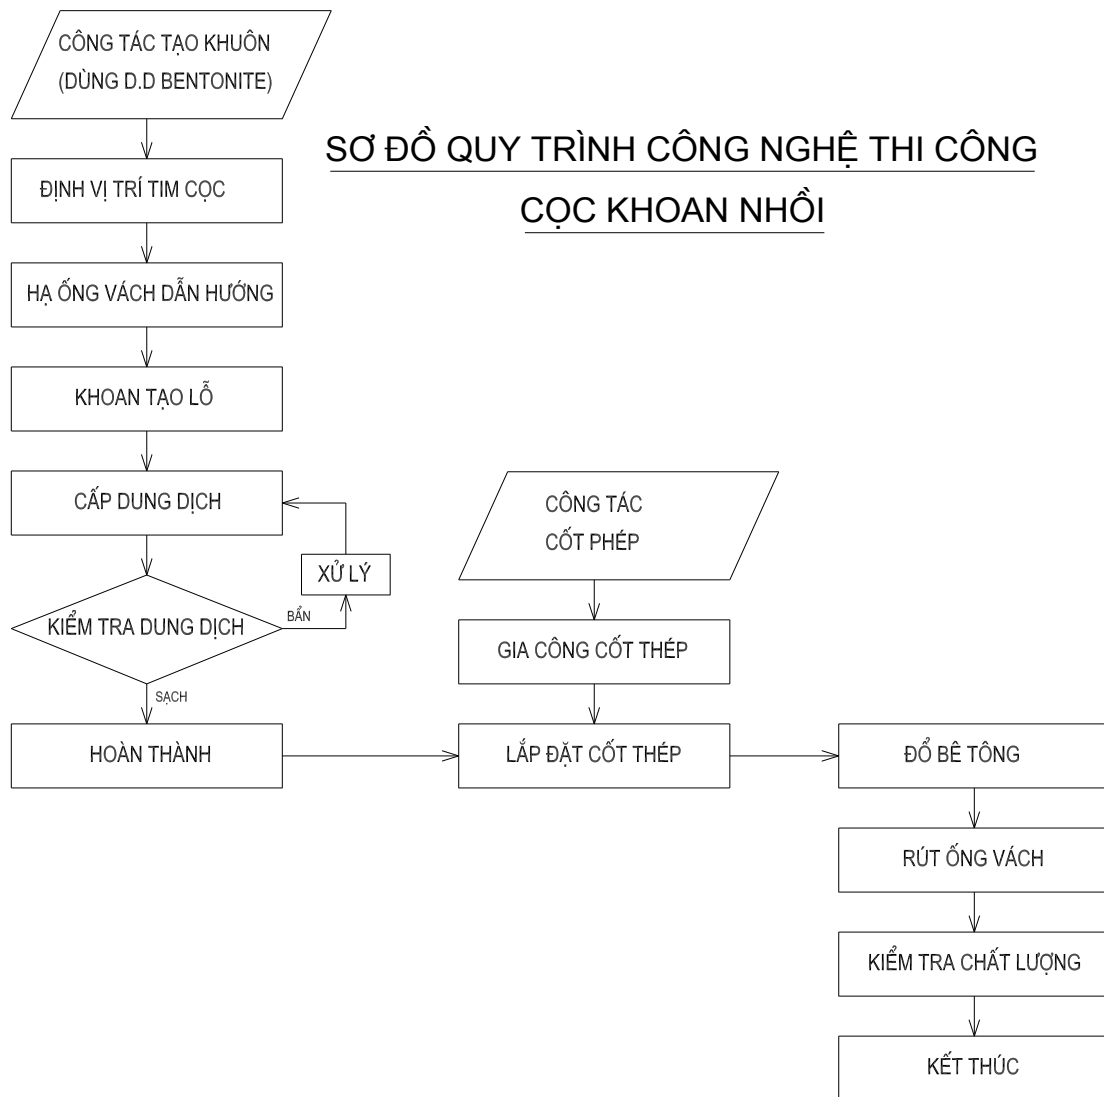 CÔNG TÁC TẠO KHUÔN
(DÙNG D.D BENTONITE)
SƠ ĐỒ QUY TRÌNH CÔNG NGHỆ THI CÔNG
CỌC KHOAN NHỒI
ĐỊNH VỊ TRÍ TIM CỌC
HẠ ỐNG VÁCH DẪN HƯỚNG
KHOAN TẠO LỖ
CẤP DUNG DỊCH
XỬ LÝ
KIỂM TRA DUNG DỊCH
BẨN
SẠCH
HOÀN THÀNH
CÔNG TÁC
CỐT PHÉP
GIA CÔNG CỐT THÉP
LẮP ĐẶT CỐT THÉP
ĐỔ BÊ TÔNG
RÚT ỐNG VÁCH
KIỂM TRA CHẤT LƯỢNG
KẾT THÚC